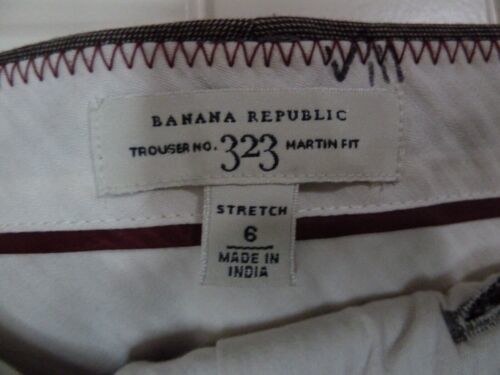 BANANA REPUBLIC
TROUSER NO. 323 MARTIN FIT
STRETCH
6
MADE IN
INDIA